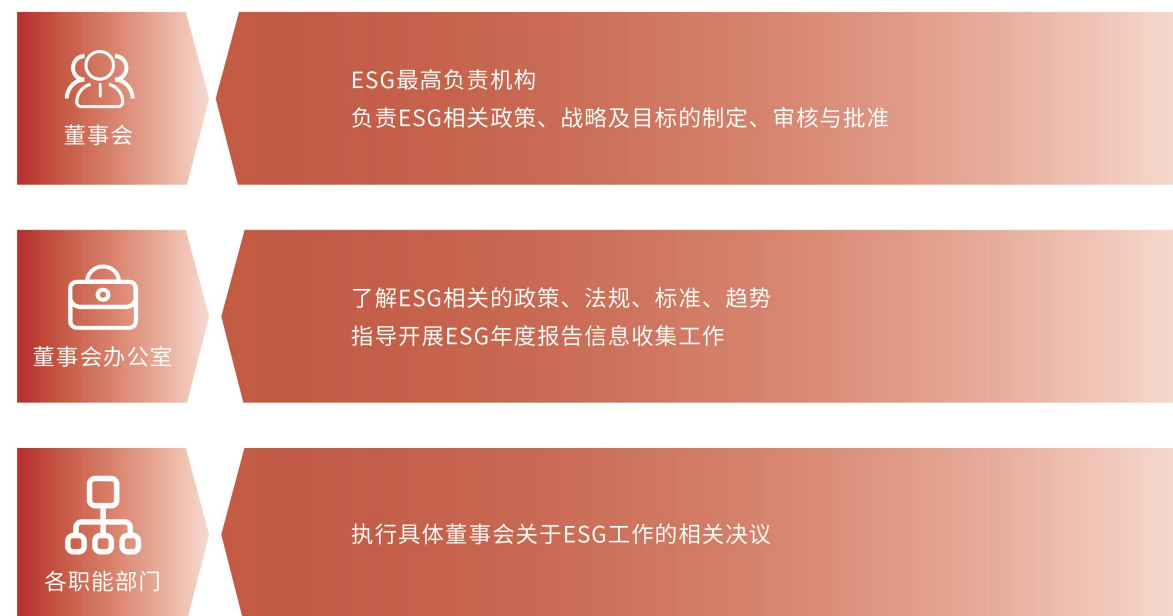 董事会
ESG最高负责机构
负责ESG相关政策、战略及目标的制定、审核与批准
董事会办公室
了解ESG相关的政策、法规、标准、趋势
指导开展ESG年度报告信息收集工作
各职能部门
执行具体董事会关于ESG工作的相关决议